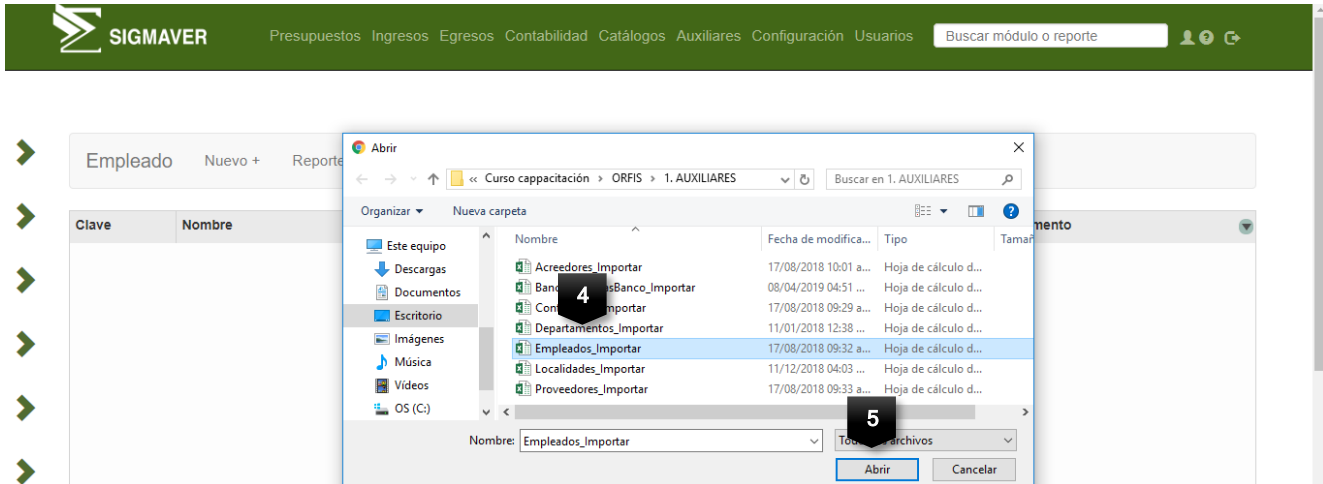 SIGMAVER Presupuestos Ingresos Egresos Contabilidad Catálogos Auxiliares Configuración Usuarios Buscar módulo o reporte
Empleado Nuevo + Reporte
Clave Nombre mento
Abrir
« Curso cappacitación › ORFIS › 1. AUXILIARES Buscar en 1. AUXILIARES
Organizar Nueva carpeta
Este equipo
Descargas
Documentos
Escritorio
Imágenes
Música
Vídeos
OS (C:)
Nombre Fecha de modifica... Tipo Tamañ
Acreedores_Importar 17/08/2018 10:01 a... Hoja de cálculo d...
Banc sBanco_Importar 08/04/2019 04:51 ... Hoja de cálculo d...
4
Con mportar 17/08/2018 09:29 a... Hoja de cálculo d...
Departamentos_Importar 11/01/2018 12:38 ... Hoja de cálculo d...
Empleados_Importar 17/08/2018 09:32 a... Hoja de cálculo d...
Localidades_Importar 11/12/2018 04:03 ... Hoja de cálculo d...
Proveedores_Importar 17/08/2018 09:33 a... Hoja de cálculo d...
5
Nombre: Empleados_Importar archivos
Abrir Cancelar